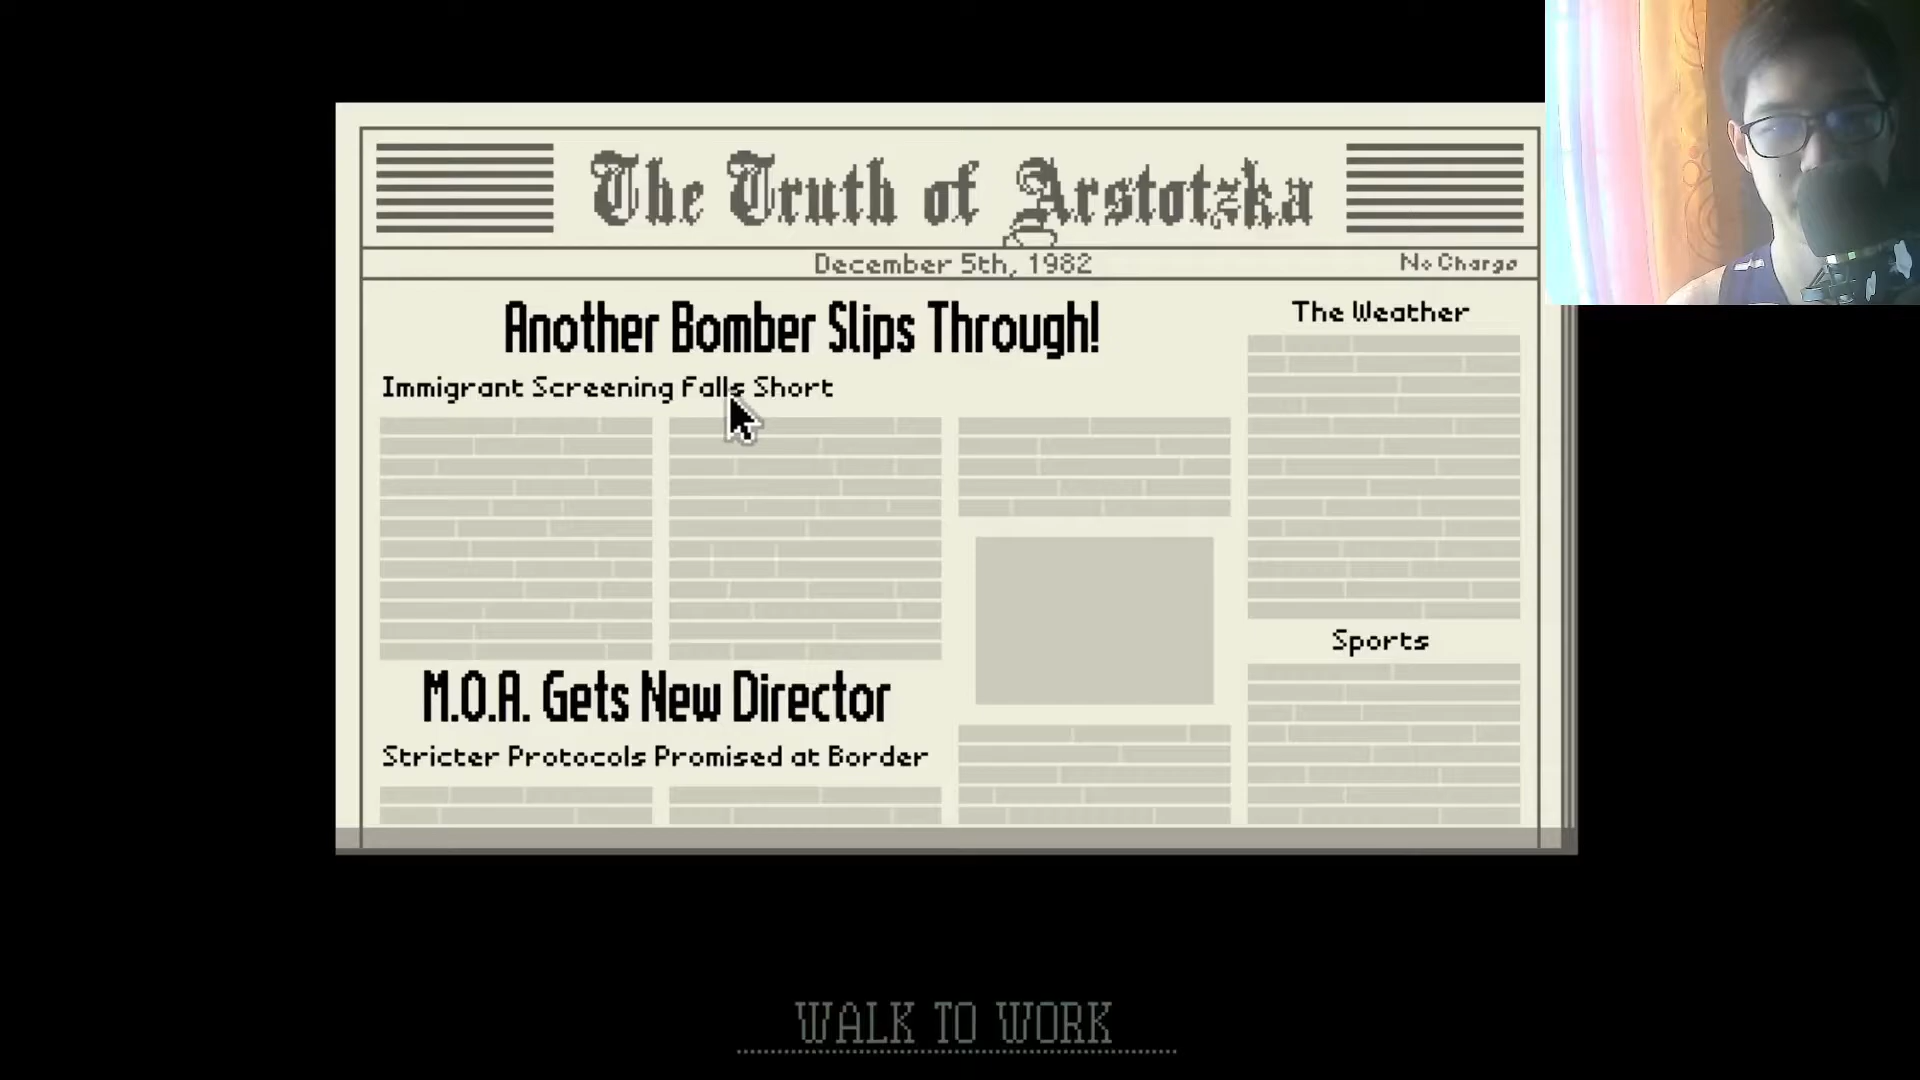 The Truth of Arstotzka
December 5th, 1982
No Charge
Another Bomber Slips Through!
Immigrant Screening Falls Short
The Weather
Sports
M.O.A. Gets New Director
Stricter Protocols Promised at Border
WALK TO WORK